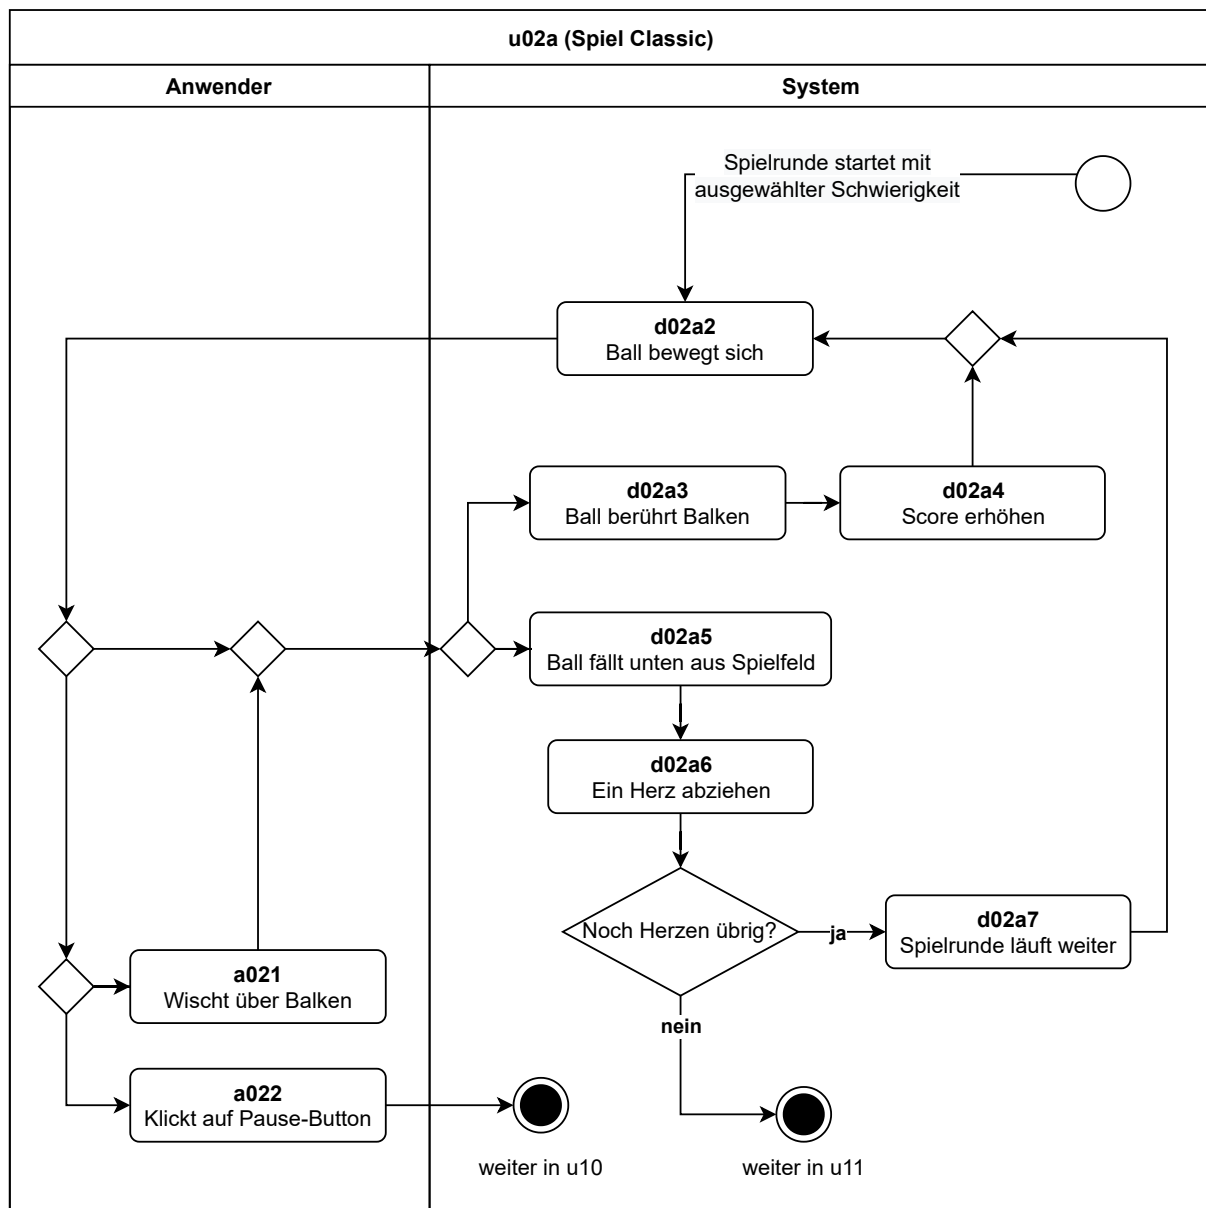 u02a (Spiel Classic)
Anwender
System
Spielrunde startet mit
ausgewählter Schwierigkeit
d02a2
Ball bewegt sich
d02a3
Ball berührt Balken
d02a4
Score erhöhen
d02a5
Ball fällt unten aus Spielfeld
d02a6
Ein Herz abziehen
Noch Herzen übrig?
ja
d02a7
Spielrunde läuft weiter
a021
Wischt über Balken
nein
a022
Klickt auf Pause-Button
weiter in u10
weiter in u11